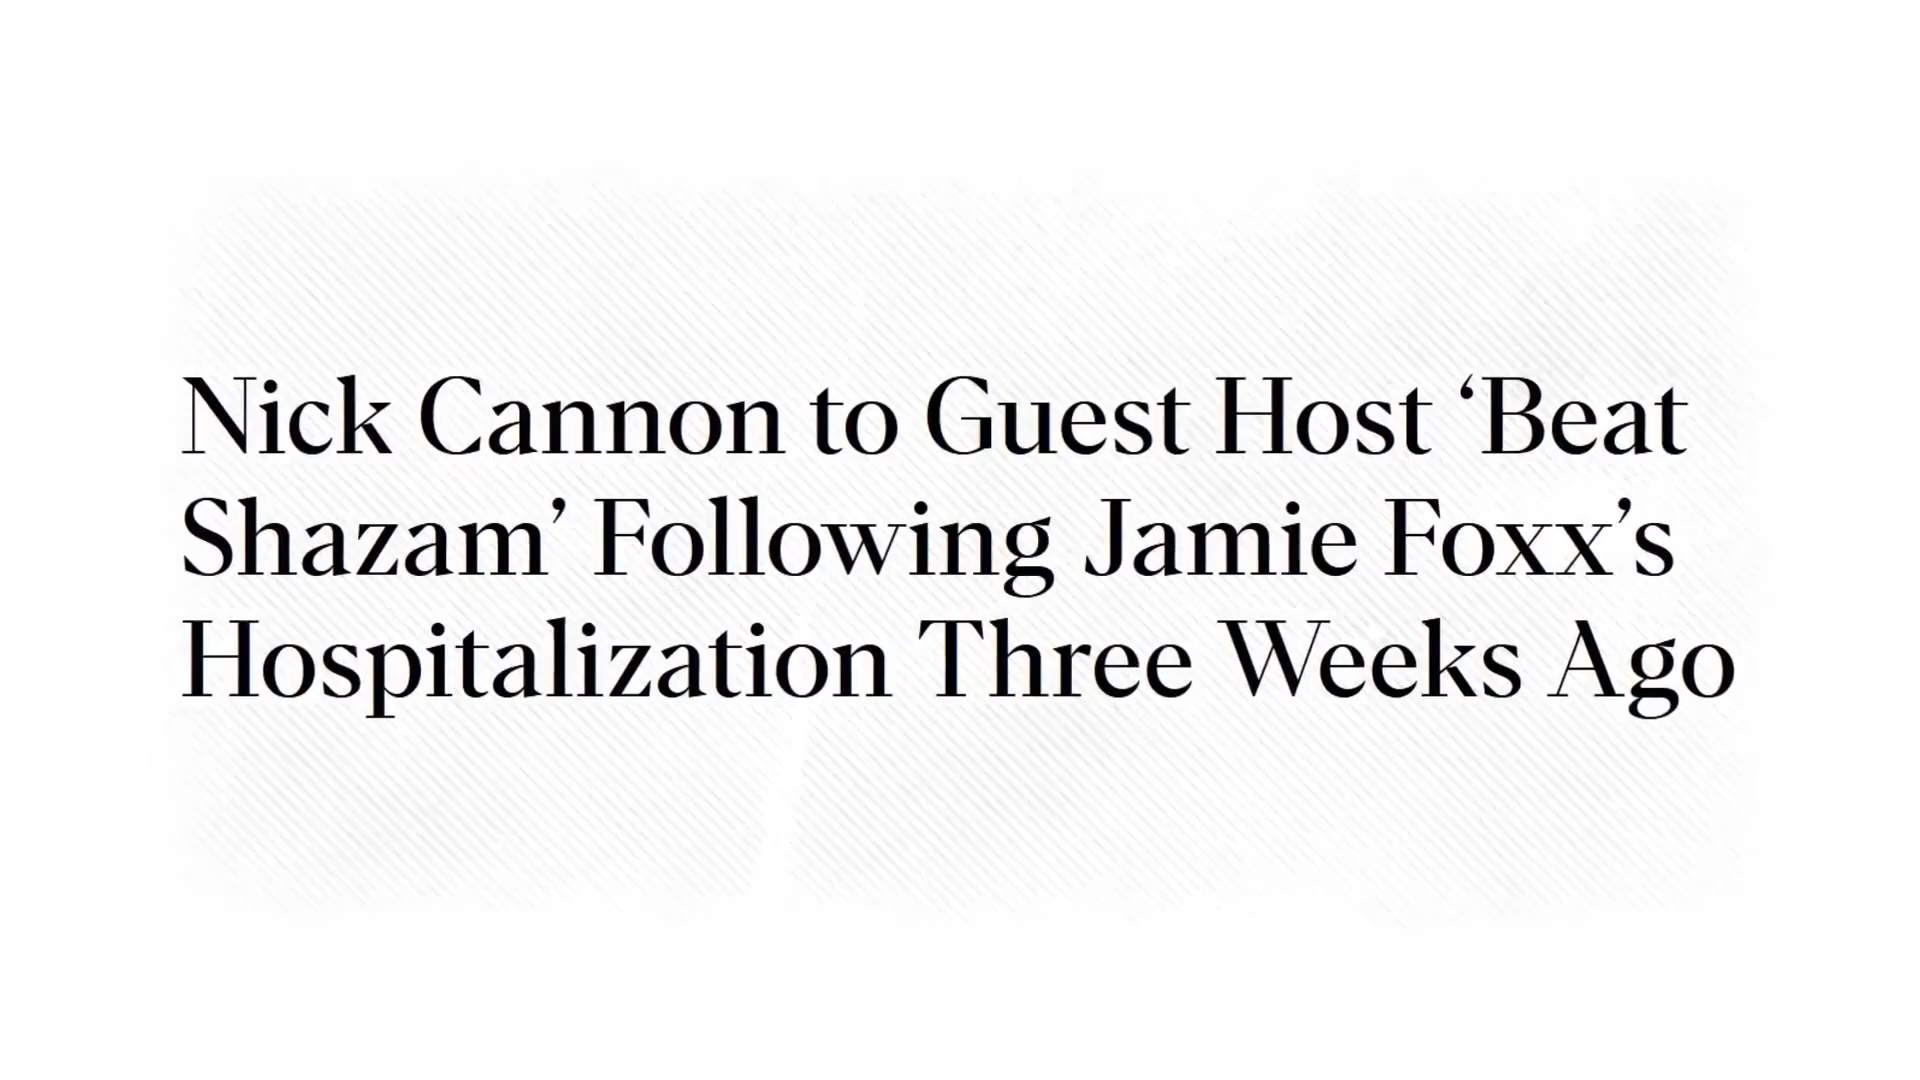 Nick Cannon to Guest Host ‘Beat
Shazam’ Following Jamie Foxx’s
Hospitalization Three Weeks Ago